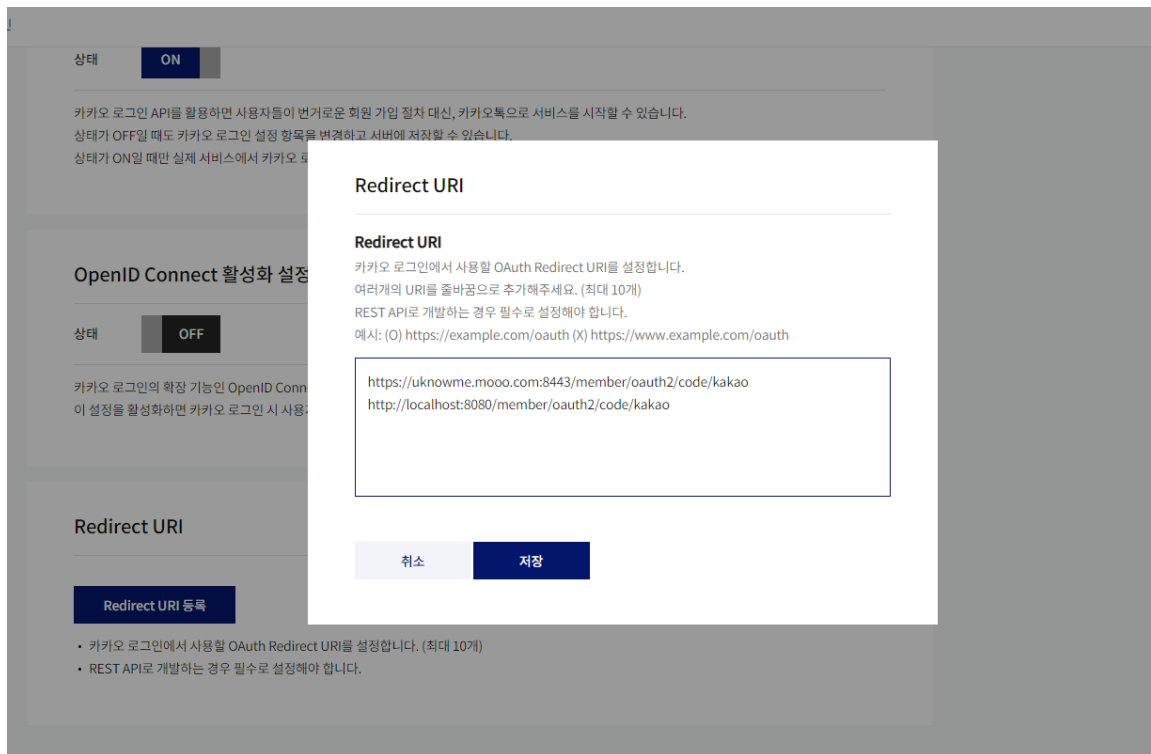 상태
ON
카카오 로그인 API를 활용하면 사용자들이 번거로운 회원 가입 절차 대신, 카카오톡으로 서비스를 시작할 수 있습니다.
상태가 OFF일 때도 카카오 로그인 설정 항목을 변경하고 서버에 저장할 수 있습니다.
상태가 ON일 때만 실제 서비스에서 카카오
OpenID Connect 활성화 설정
상태
OFF
카카오 로그인의 확장 기능인 OpenID Conn
이 설정을 활성화하면 카카오 로그인 시
Redirect URI
Redirect URI 등록
• 카카오 로그인에서 사용할 OAuth Redirect URI를 설정합니다. (최대 10개)
• REST API로 개발하는 경우 필수로 설정해야 합니다.
Redirect URI
Redirect URI
카카오 로그인에서 사용할 OAuth Redirect URI를 설정합니다.
여러개의 URI를 줄바꿈으로 추가해주세요. (최대 10개)
REST API로 개발하는 경우 필수로 설정해야 합니다.
예시: (O) https://example.com/oauth (X) https://www.example.com/oauth
https://uknowme.mooo.com:8443/member/oauth2/code/kakao
http://localhost:8080/member/oauth2/code/kakao
취소
저장